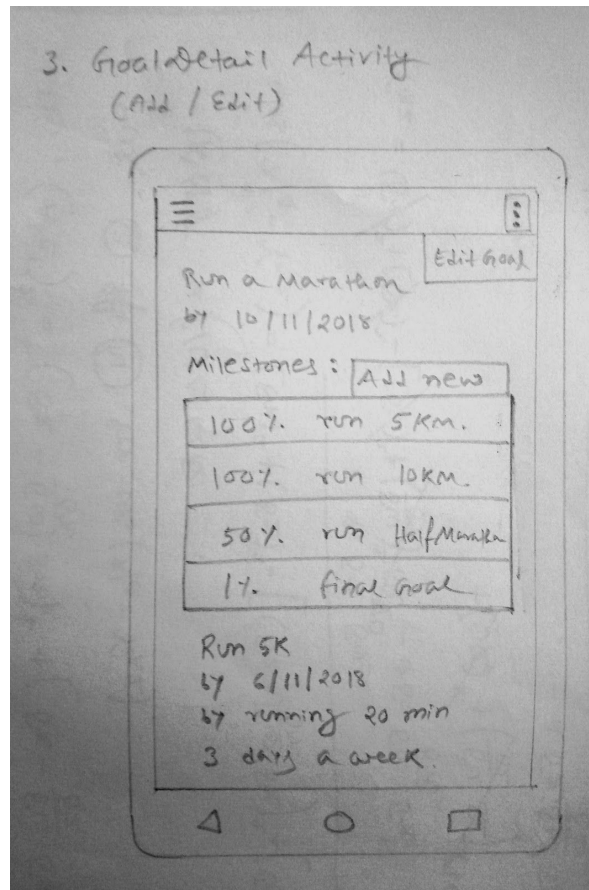 3. GoalDetail Activity
(Add / Edit)
Edit Goal
Run a Marathon
by 10/11/2018
Milestones : Add new
100%. run 5KM.
100%. run 10KM.
50%. run Half Maratha
1%. final Goal
Run 5K
by 6/11/2018
by running 20 min
3 days a week.